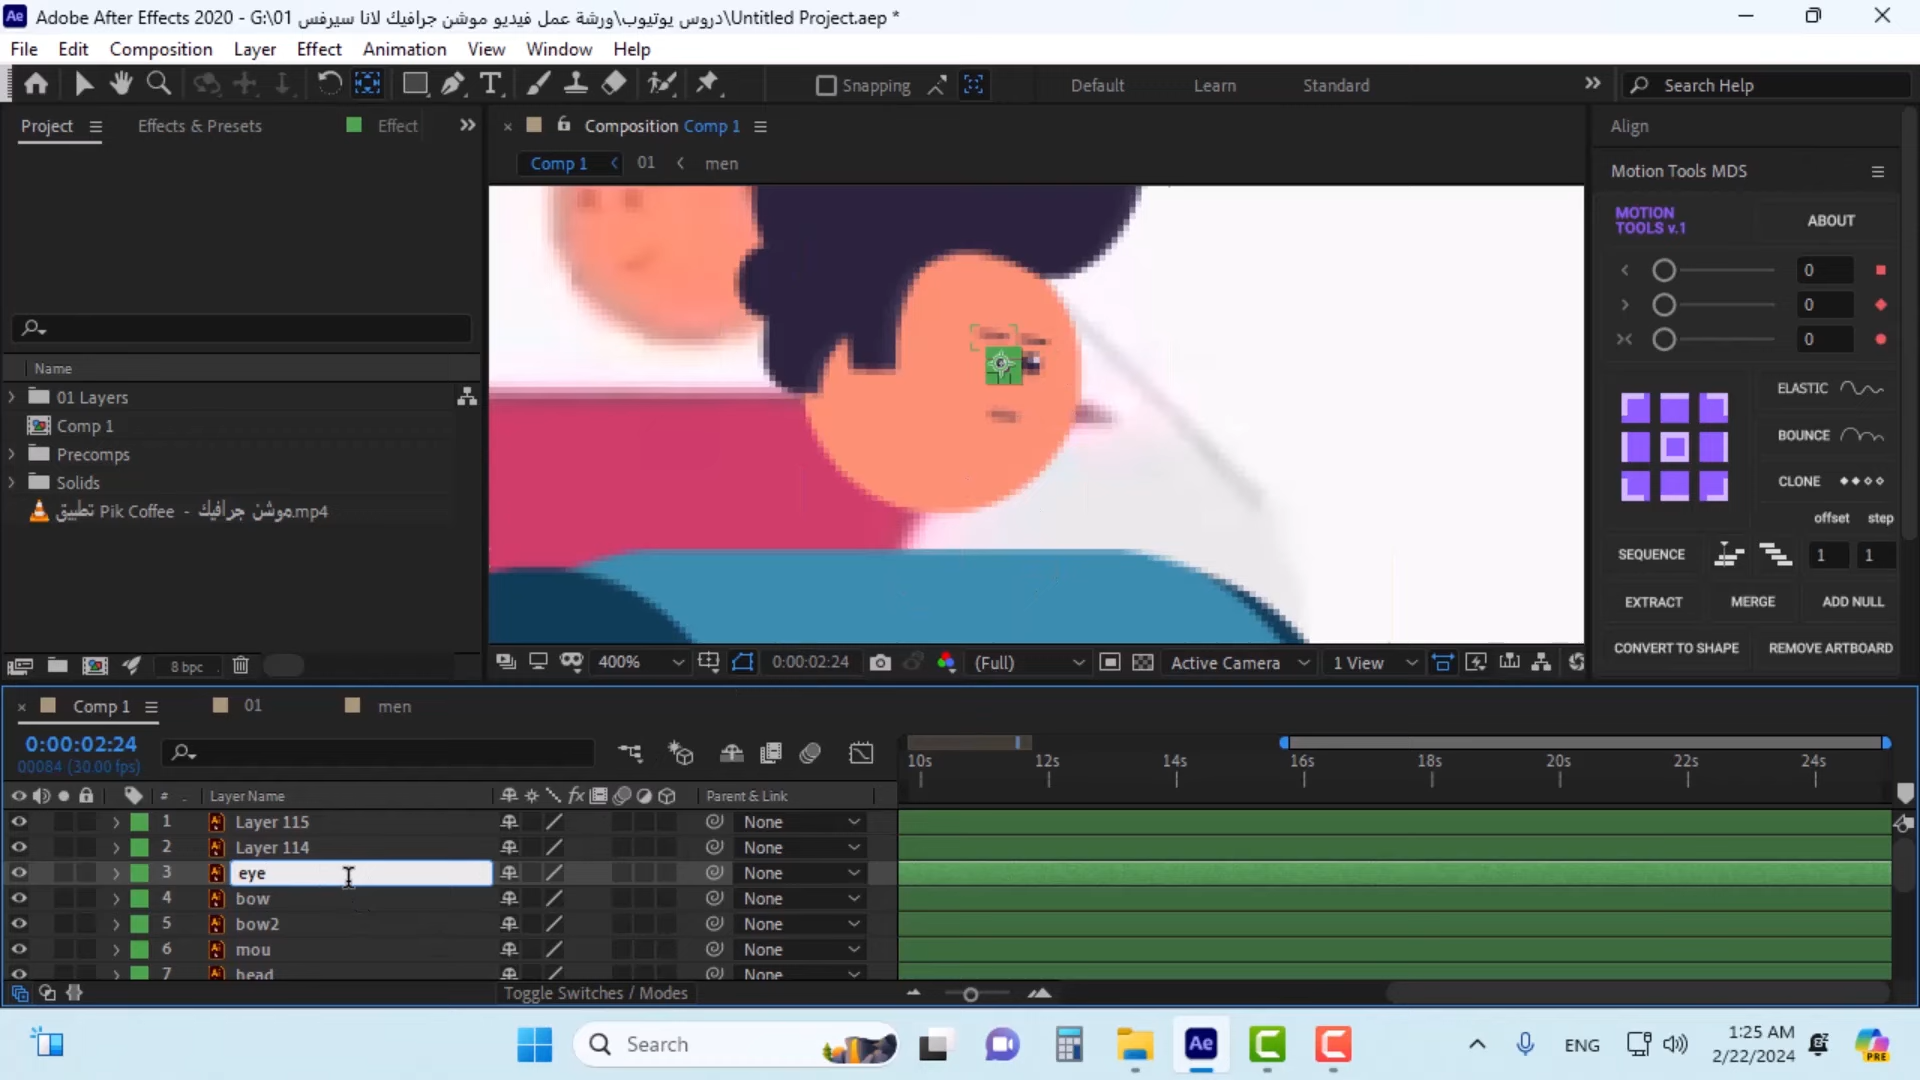 Adobe After Effects 2020 - G:\01 دروس يوتيوب\ورشة عمل فيديو موشن جرافيك لانا سيرفس\Untitled Project.aep *
File Edit Composition Layer Effect Animation View Window Help
Snapping Default Learn Standard Search Help
Project Effects & Presets Effect Composition Comp 1 Align
Comp 1 01 men
Motion Tools MDS
MOTION TOOLS v.1 ABOUT
0
0
0
Name
01 Layers
Comp 1
Precomps
Solids
تطبيق Pik Coffee - موشن جرافيك.mp4
ELASTIC
BOUNCE
CLONE
offset step
SEQUENCE 1 1
EXTRACT MERGE ADD NULL
CONVERT TO SHAPE REMOVE ARTBOARD
8 bpc 400% 0:00:02:24 (Full) Active Camera 1 View
Comp 1 01 men
0:00:02:24
00084 (30.00 fps)
10s 12s 14s 16s 18s 20s 22s 24s
# Layer Name fx Parent & Link
1 Layer 115 None
2 Layer 114 None
3 eye None
4 bow None
5 bow2 None
6 mou None
7 head None
Toggle Switches / Modes
Search Ae ENG 1:25 AM
2/22/2024 PRE